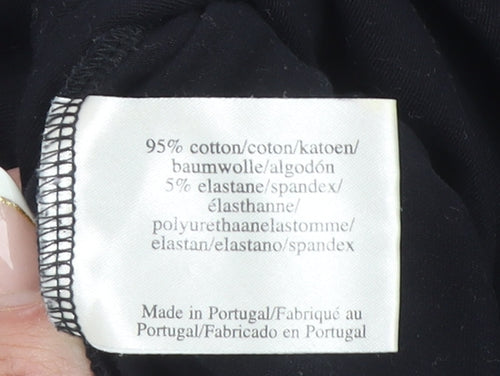 95% cotton/coton/katoen/
baumwolle/algodón
5% elastane/spandex/
élasthanne/
polyurethaanelastomme/
elastan/elastano/spandex
Made in Portugal/Fabriqué au
Portugal/Fabricado en Portugal